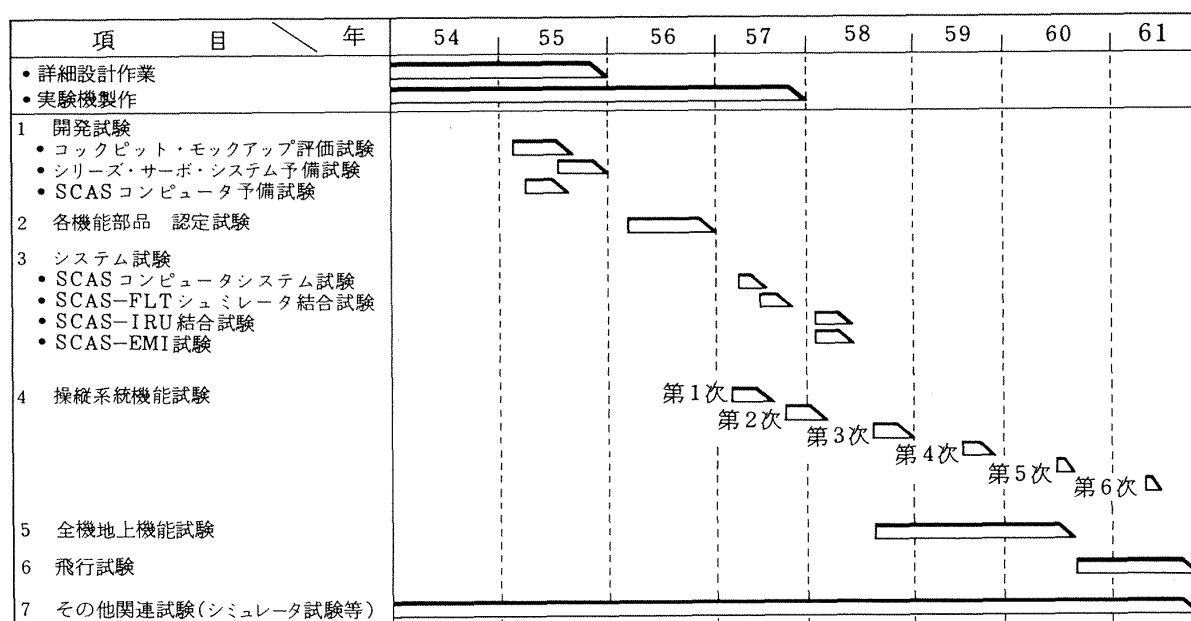 項 目 年 54 55 56 57 58 59 60 61
• 詳細設計作業
• 実験機製作
1 開発試験
• コックピット・モックアップ評価試験
• シリーズ・サーボ・システム予備試験
• SCASコンピュータ予備試験
2 各機能部品 認定試験
3 システム試験
• SCASコンピュータシステム試験
• SCAS−FLTシュミレータ結合試験
• SCAS−IRU結合試験
• SCAS−EMI試験
4 操縦系統機能試験 第1次
第2次
第3次
第4次
第5次
第6次
5 全機地上機能試験
6 飛行試験
7 その他関連試験(シミュレータ試験等)